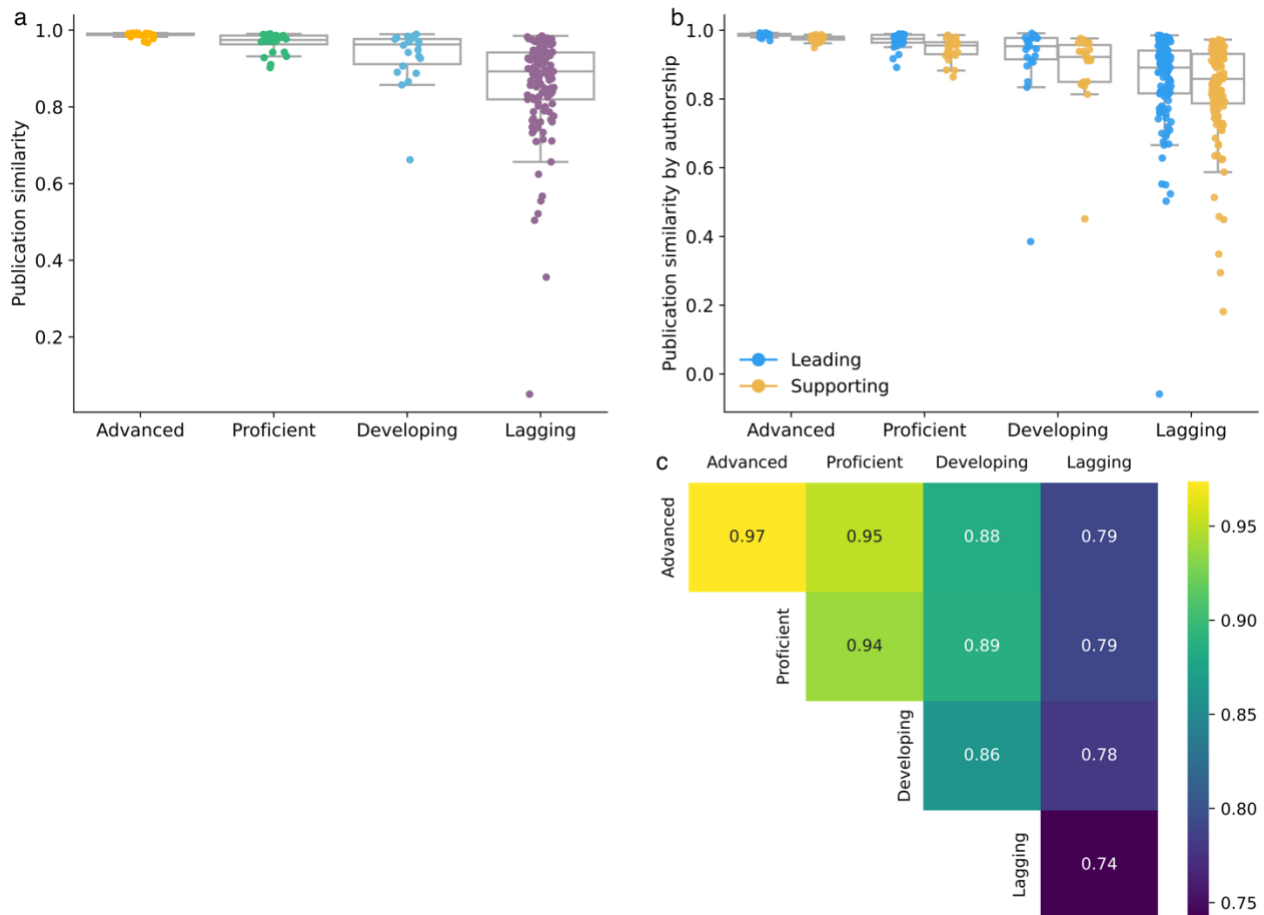 a
Publication similarity
1.0
0.8
0.6
0.4
0.2
Advanced Proficient Developing Lagging
b
Publication similarity by authorship
1.0
0.8
0.6
0.4
0.2
0.0
Leading
Supporting
Advanced Proficient Developing Lagging
c
Advanced Proficient Developing Lagging
Advanced
0.97 0.95 0.88 0.79
Proficient
0.94 0.89 0.79
Developing
0.86 0.78
Lagging
0.74
0.95
0.90
0.85
0.80
0.75